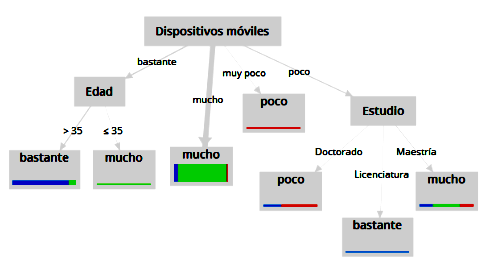 Dispositivos móviles
bastante
mucho
muy poco
poco
Edad
> 35
≤ 35
bastante
mucho
mucho
poco
Estudio
Doctorado
Licenciatura
Maestría
poco
bastante
mucho